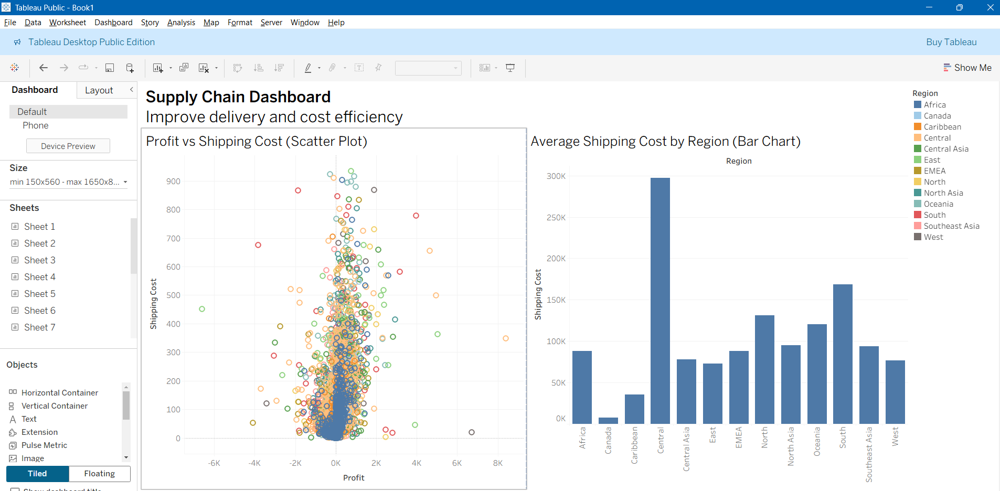 Tableau Public - Book1
File Data Worksheet Dashboard Story Analysis Map Format Server Window Help
Tableau Desktop Public Edition
Buy Tableau
Show Me
Dashboard
Layout
Default
Phone
Device Preview
Size
min 150x560 - max 1650x8...
Sheets
Sheet 1
Sheet 2
Sheet 3
Sheet 4
Sheet 5
Sheet 6
Sheet 7
Objects
Horizontal Container
Vertical Container
Text
Extension
Pulse Metric
Image
Tiled
Floating
Show dashboard title
Supply Chain Dashboard
Improve delivery and cost efficiency
Profit vs Shipping Cost (Scatter Plot)
Shipping Cost
900
800
700
600
500
400
300
200
100
0
-6K -4K -2K 0K 2K 4K 6K 8K
Profit
Average Shipping Cost by Region (Bar Chart)
Region
Shipping Cost
300K
250K
200K
150K
100K
50K
0K
Africa
Canada
Caribbean
Central
Central Asia
East
EMEA
North
North Asia
Oceania
South
Southeast Asia
West
Region
Africa
Canada
Caribbean
Central
Central Asia
East
EMEA
North
North Asia
Oceania
South
Southeast Asia
West